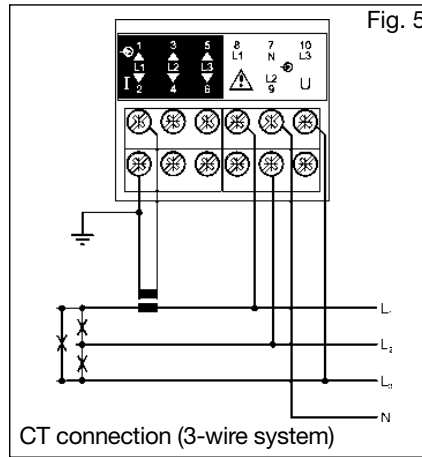 Fig. 5
1 3 5 8 7 10
L1 N L3
L1 L2 L3
I 2 4 6 L2 9 U
L1
L2
L3
N
CT connection (3-wire system)